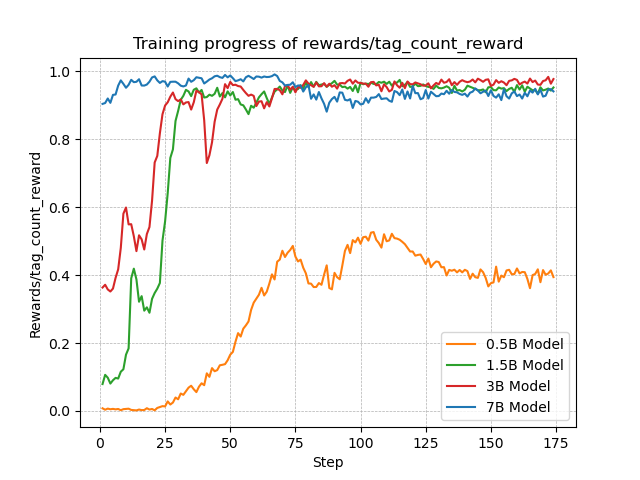 Training progress of rewards/tag_count_reward
Rewards/tag_count_reward
1.0
0.8
0.6
0.4
0.2
0.0
0 25 50 75 100 125 150 175
Step
0.5B Model
1.5B Model
3B Model
7B Model